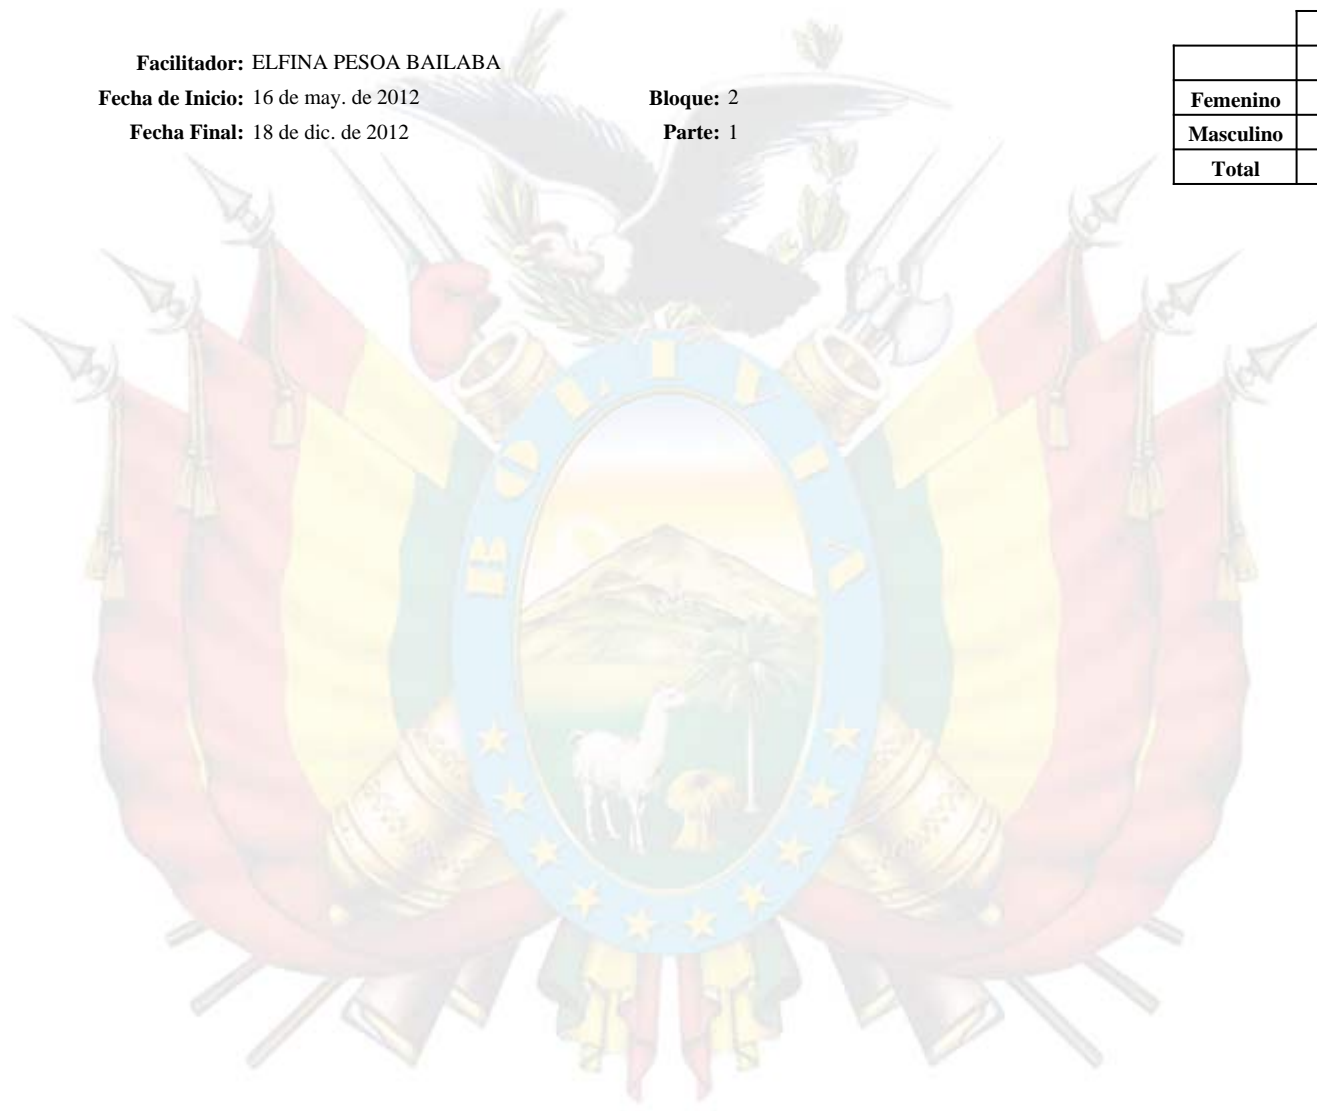 Facilitador: ELFINA PESOA BAILABA
Fecha de Inicio: 16 de may. de 2012 Bloque: 2
Fecha Final: 18 de dic. de 2012 Parte: 1
Femenino
Masculino
Total
BOLIVIA